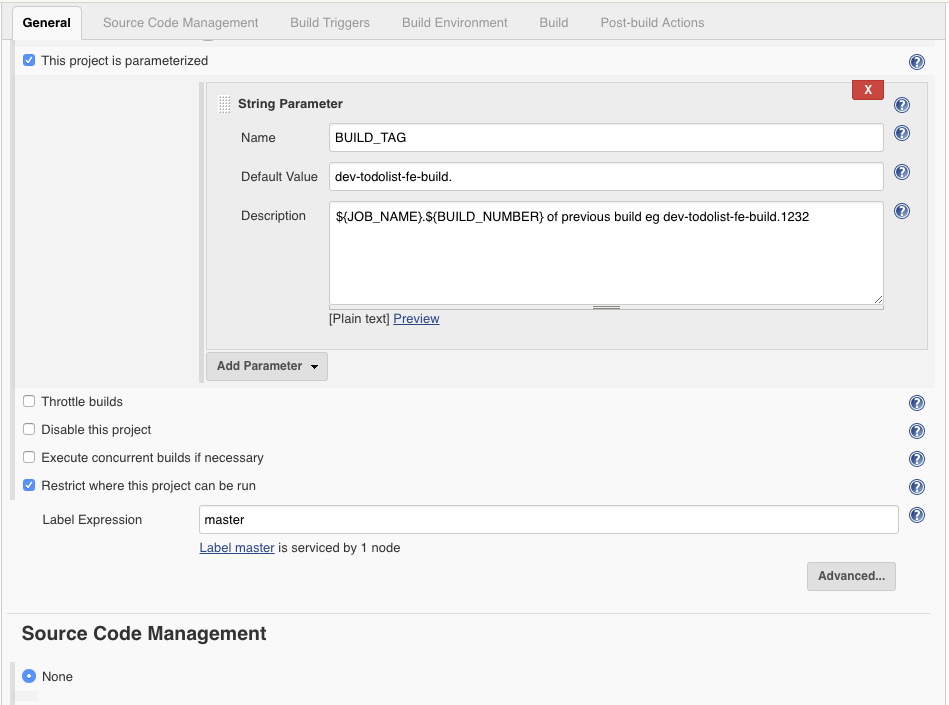 General Source Code Management Build Triggers Build Environment Build Post-build Actions
This project is parameterized
X
String Parameter
Name BUILD_TAG
Default Value dev-todolist-fe-build.
Description ${JOB_NAME}.${BUILD_NUMBER} of previous build eg dev-todolist-fe-build.1232
[Plain text] Preview
Add Parameter
Throttle builds
Disable this project
Execute concurrent builds if necessary
Restrict where this project can be run
Label Expression master
Label master is serviced by 1 node
Advanced...
Source Code Management
None